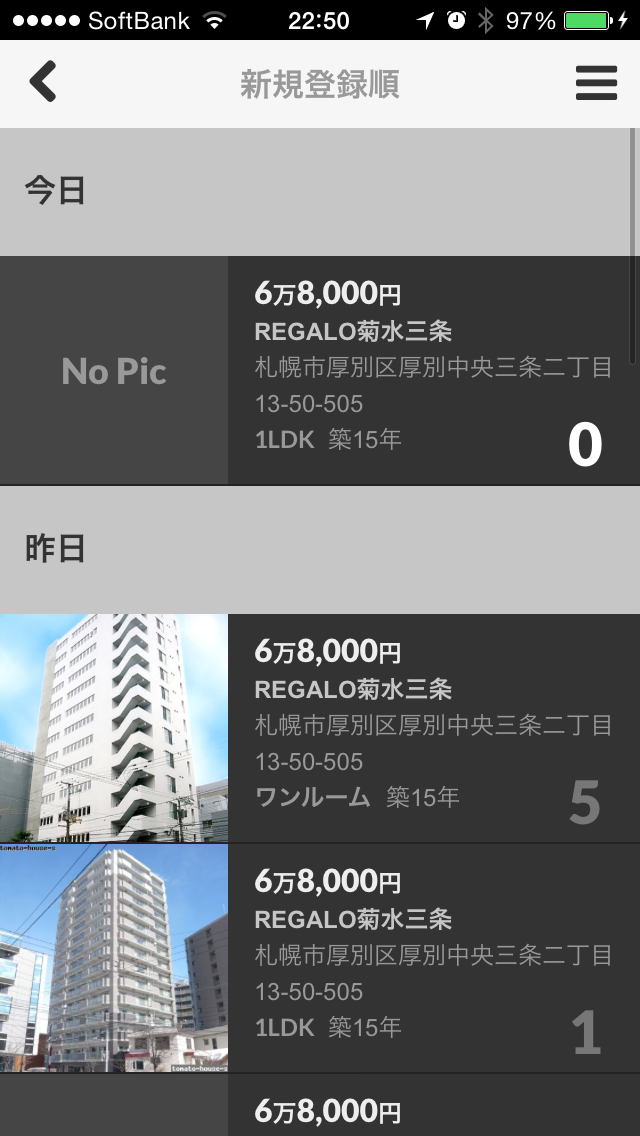 SoftBank 22:50 97%
新規登録順
今日
No Pic
6万8,000円
REGALO菊水三条
札幌市厚別区厚別中央三条二丁目
13-50-505
1LDK 築15年
0
昨日
6万8,000円
REGALO菊水三条
札幌市厚別区厚別中央三条二丁目
13-50-505
ワンルーム 築15年
5
tomato-house-s
6万8,000円
REGALO菊水三条
札幌市厚別区厚別中央三条二丁目
13-50-505
1LDK 築15年
1
tomato-house-s
6万8,000円